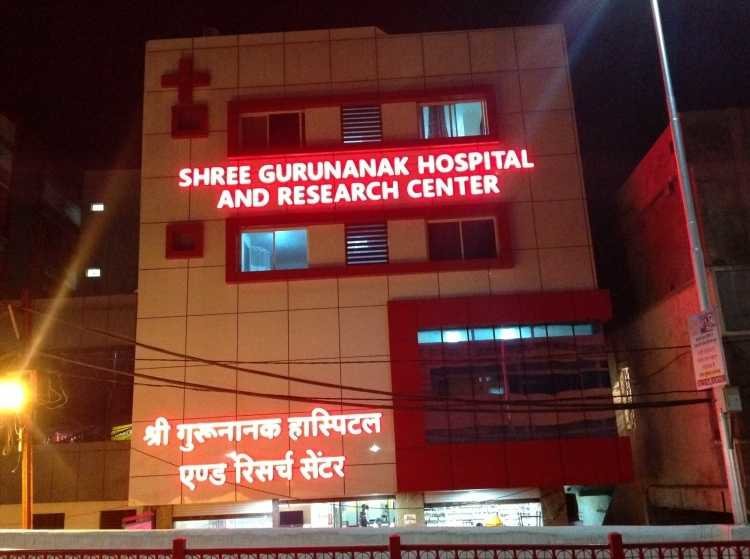 SHREE GURUNANAK HOSPITAL
AND RESEARCH CENTER
श्री गुरूनानक हास्पिटल
एण्ड रिसर्च सेंटर